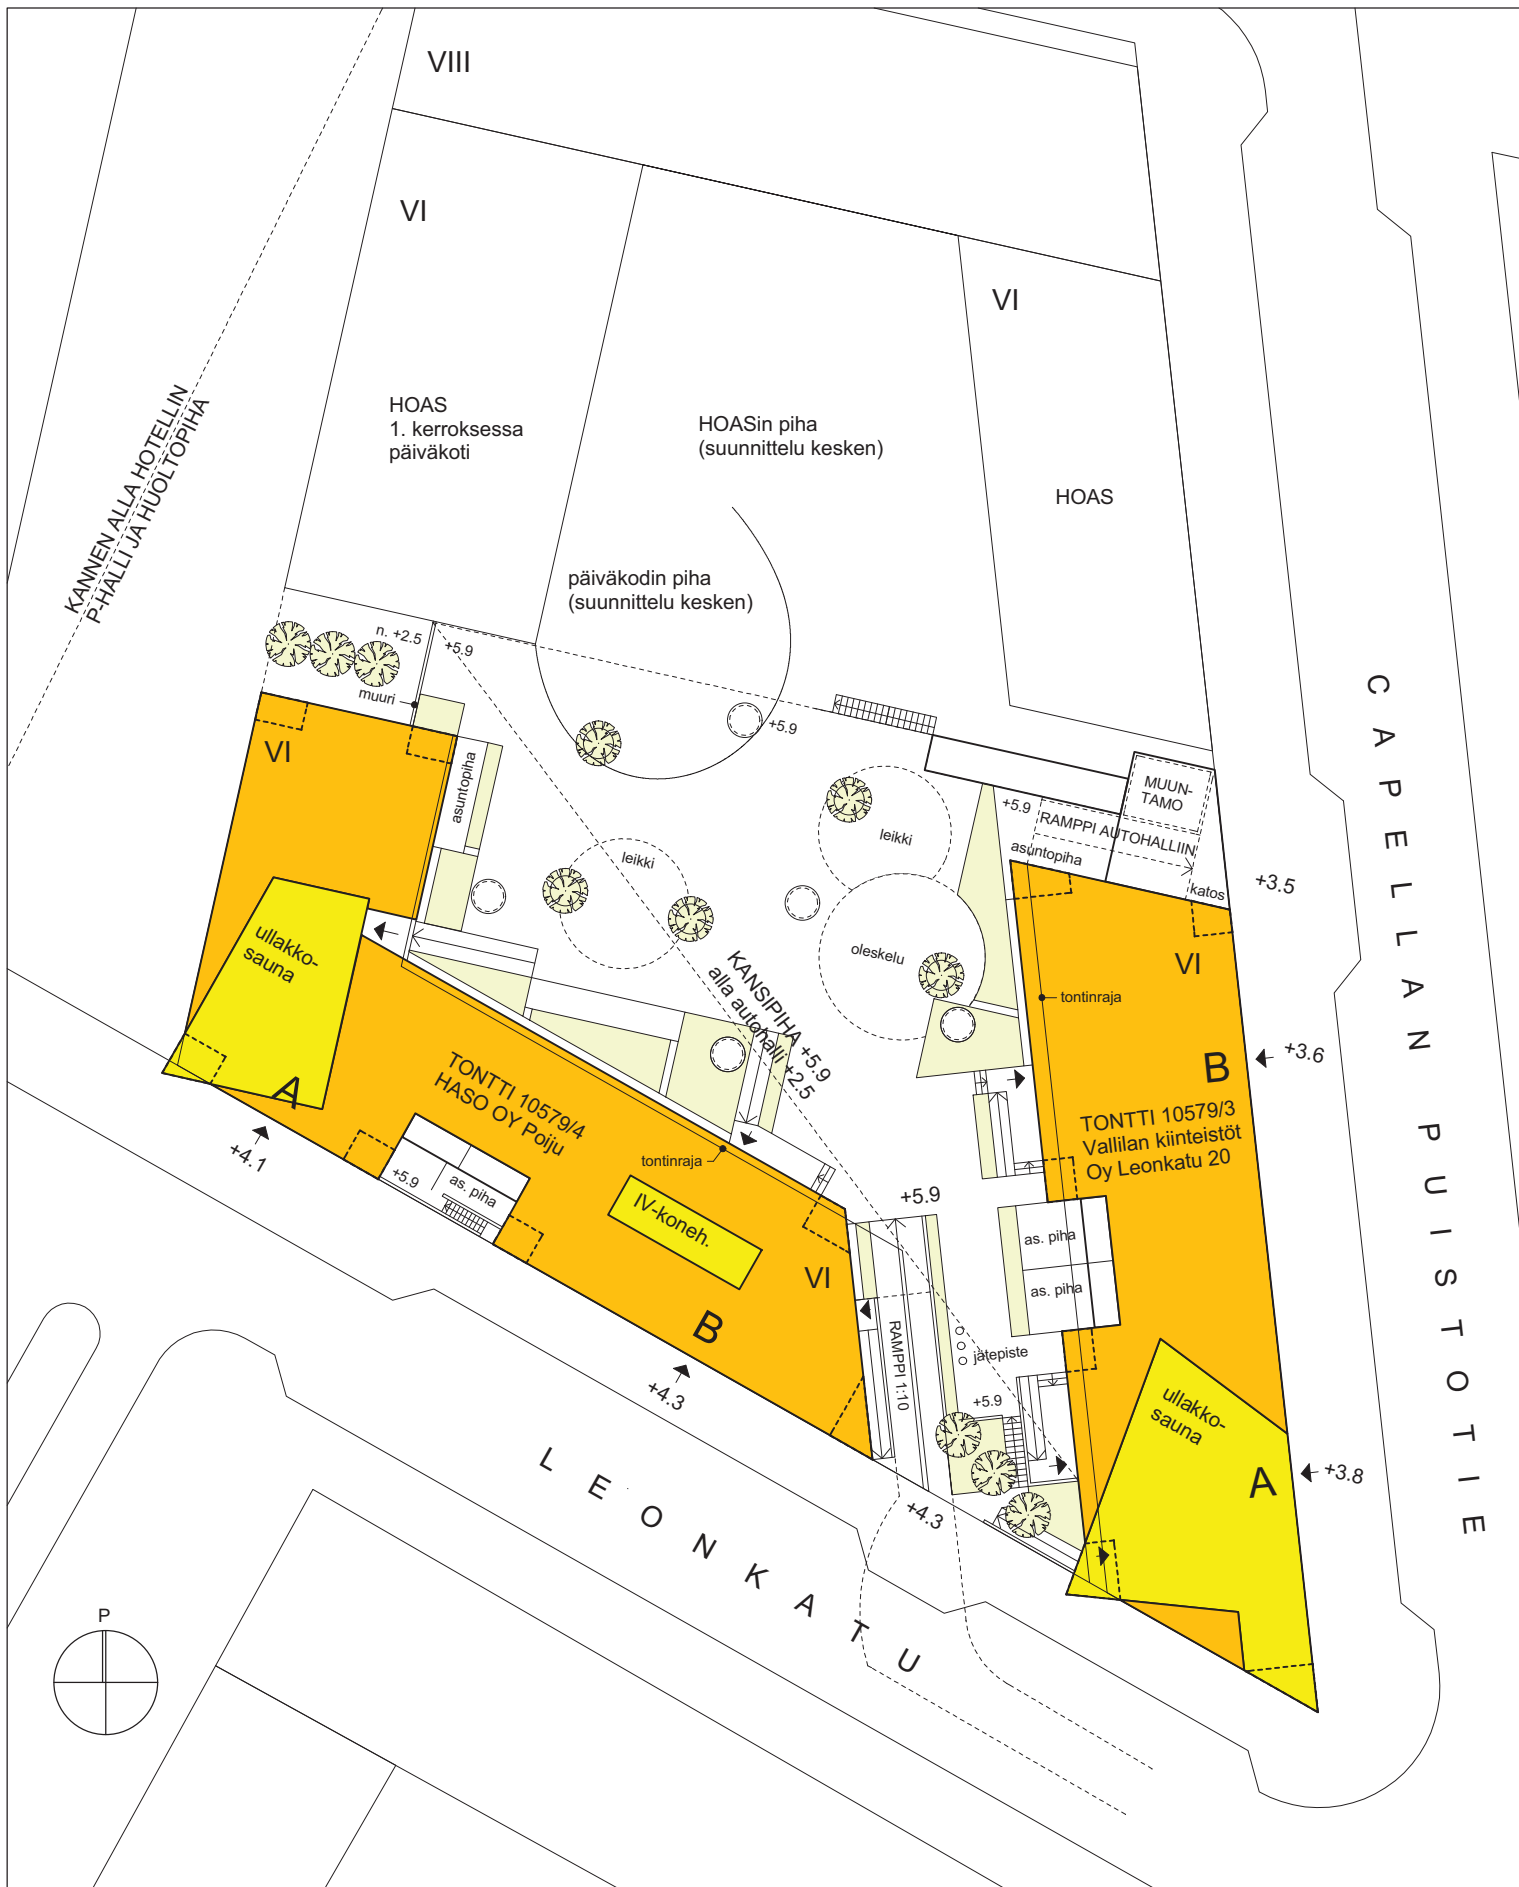 VIII
VI
VI
KANNEN ALLA HOTELLIN
P-HALLI JA HUOLTOPIHA
HOAS
1. kerroksessa
päiväkoti
HOASin piha
(suunnittelu kesken)
HOAS
päiväkodin piha
(suunnittelu kesken)
n. +2.5
+5.9
muuri
+5.9
VI
asuntopiha
leikki
leikki
+5.9
MUUN-
TAMO
RAMPPI AUTOHALLIIN
asuntopiha
katos
+3.5
CAPELLAN PUISTOTIE
ullakko-
sauna
oleskelu
KANSIPIHA +5.9
alla autohalli +2.5
VI
tontinraja
B
+3.6
A
TONTTI 10579/4
HASO OY Poiju
TONTTI 10579/3
Vallilan kiinteistöt
Oy Leonkatu 20
+4.1
+5.9
as. piha
tontinraja
IV-koneh.
VI
+5.9
as. piha
as. piha
B
+4.3
RAMPPI 1:10
jätepiste
+5.9
ullakko-
sauna
A
+3.8
+4.3
LEONKATU
P